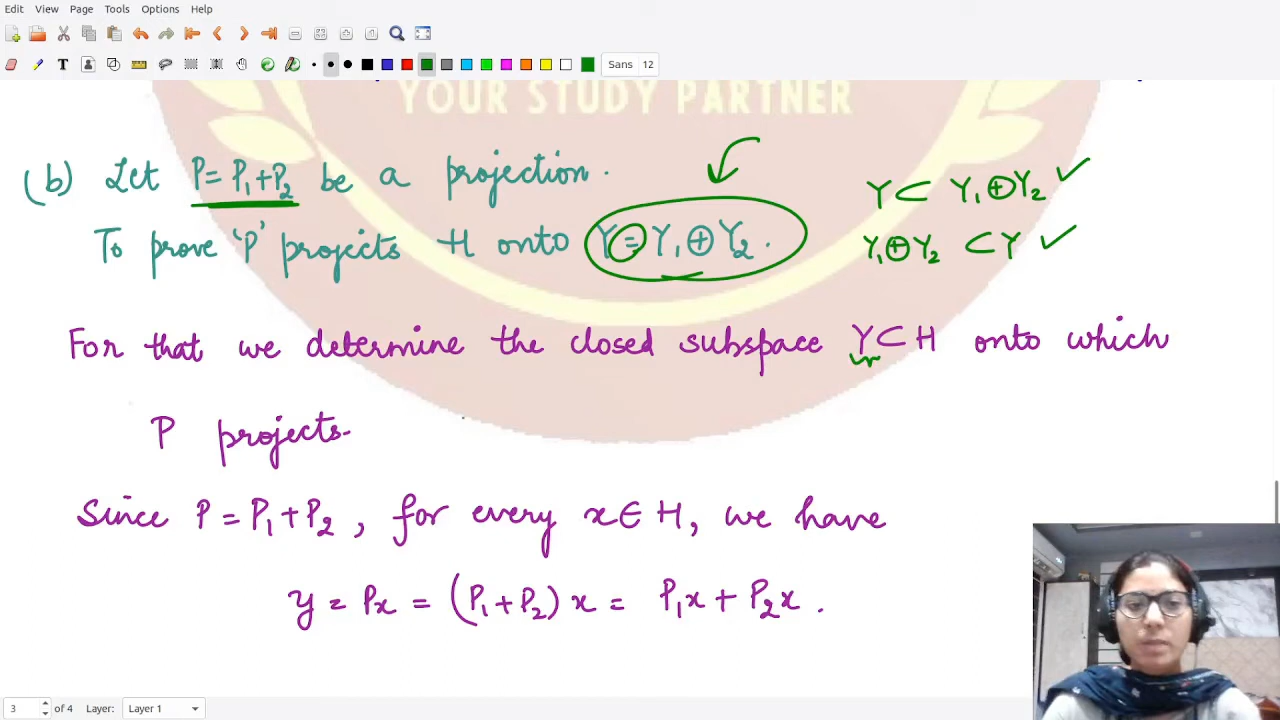 Edit View Page Tools Options Help
T
Sans 12
YOUR STUDY PARTNER
(b) Let P = P₁+P₂ be a projection.
Y ⊂ Y₁ ⊕ Y₂ ✓
To prove 'P' projects H onto Y = Y₁ ⊕ Y₂.
Y₁ ⊕ Y₂ ⊂ Y ✓
For that we determine the closed subspace Y ⊂ H onto which
P projects.
Since P = P₁ + P₂, for every x ∈ H, we have
y = Px = (P₁+P₂) x = P₁x + P₂x.
3 of 4 Layer: Layer 1